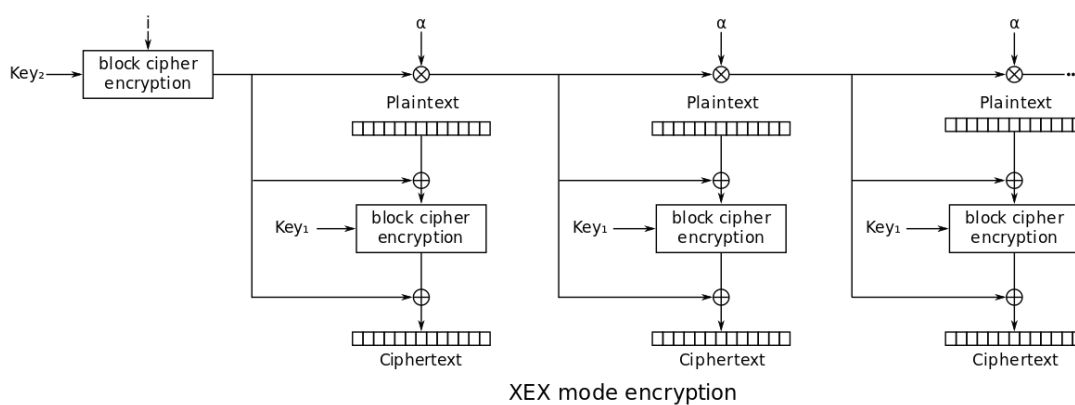 i
α
α
α
Key₂
block cipher
encryption
Plaintext
Plaintext
Plaintext
Key₁
block cipher
encryption
Key₁
block cipher
encryption
Key₁
block cipher
encryption
Ciphertext
Ciphertext
Ciphertext
XEX mode encryption